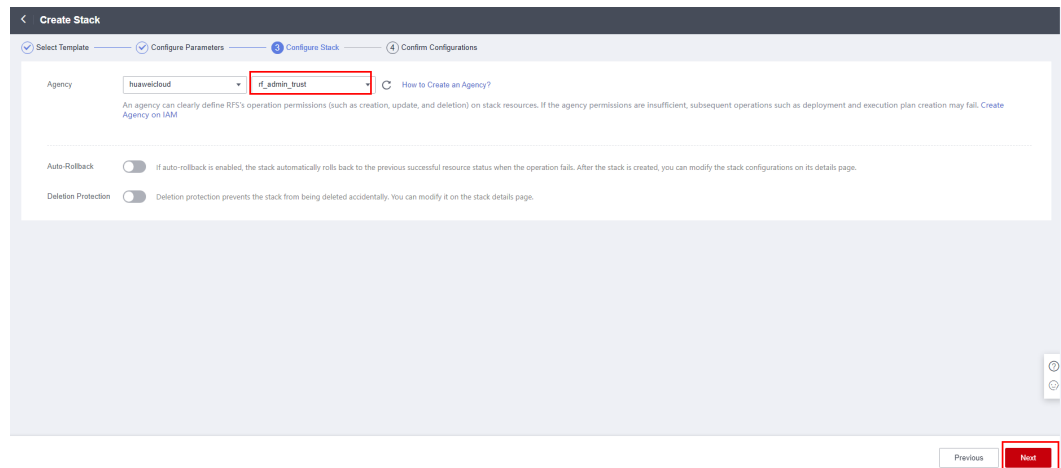 Create Stack
Select Template
Configure Parameters
3 Configure Stack
4 Confirm Configurations
Agency
huaweicloud
rf_admin_trust
How to Create an Agency?
An agency can clearly define RFS's operation permissions (such as creation, update, and deletion) on stack resources. If the agency permissions are insufficient, subsequent operations such as deployment and execution plan creation may fail. Create
Agency on IAM
Auto-Rollback
If auto-rollback is enabled, the stack automatically rolls back to the previous successful resource status when the operation fails. After the stack is created, you can modify the stack configurations on its details page.
Deletion Protection
Deletion protection prevents the stack from being deleted accidentally. You can modify it on the stack details page.
Previous
Next